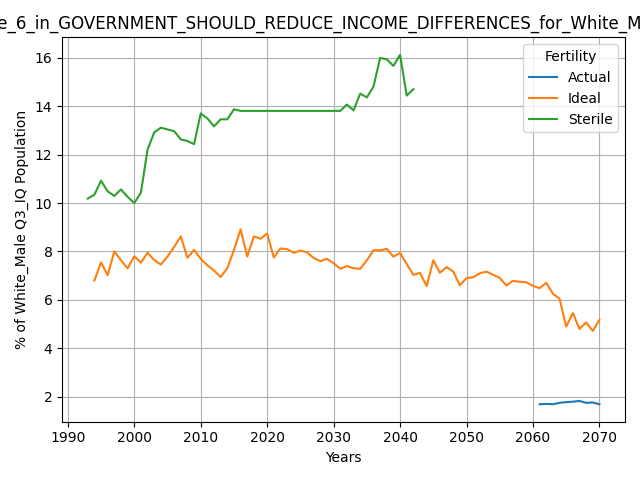 e_6_in_GOVERNMENT_SHOULD_REDUCE_INCOME_DIFFERENCES_for_White_M
Fertility
Actual
Ideal
Sterile
% of White_Male Q3_IQ Population
16
14
12
10
8
6
4
2
1990 2000 2010 2020 2030 2040 2050 2060 2070
Years